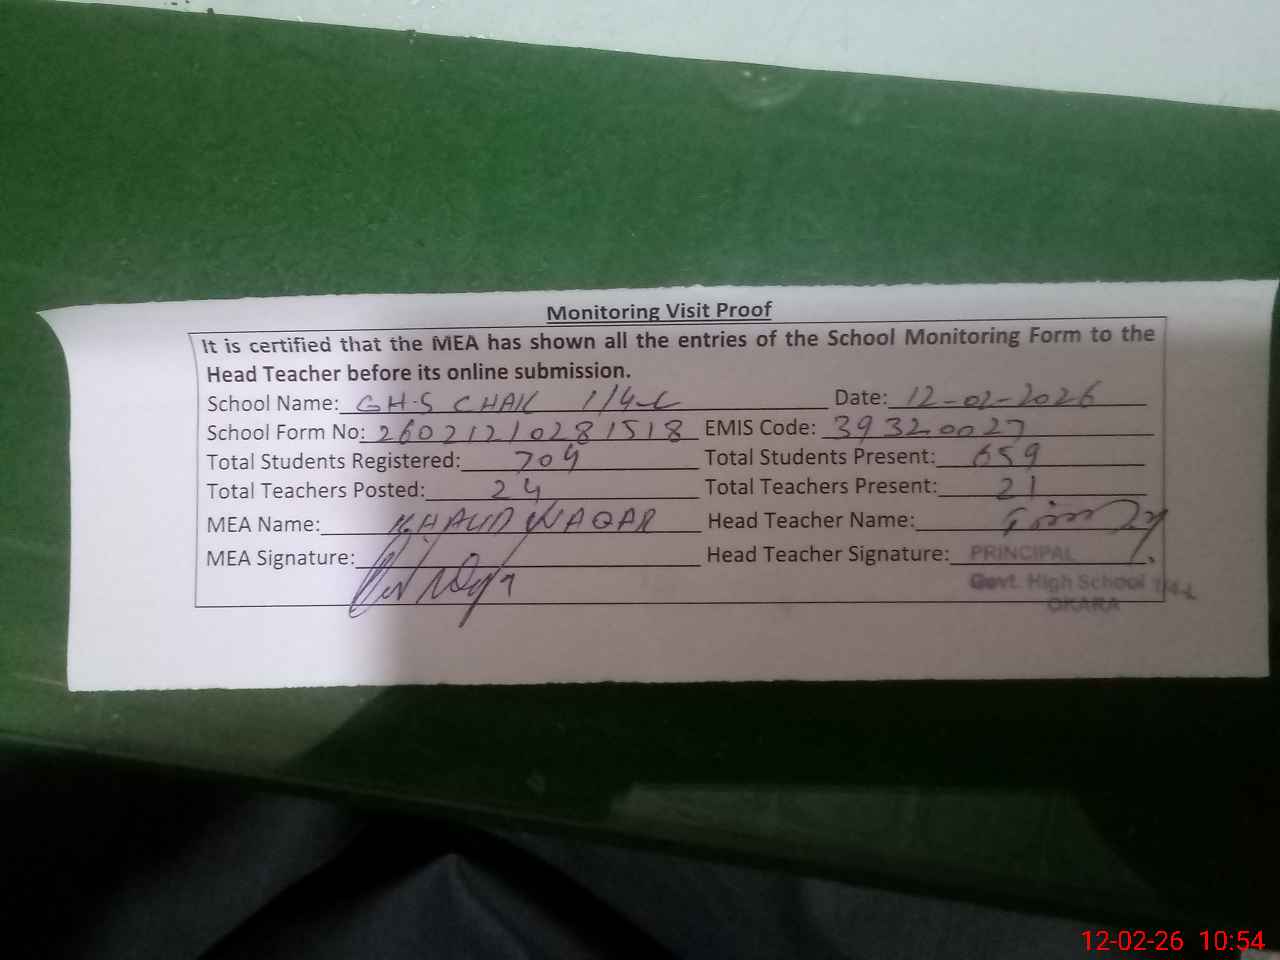 Monitoring Visit Proof
It is certified that the MEA has shown all the entries of the School Monitoring Form to the
Head Teacher before its online submission.
School Name: GHS CHAK 1/4-L Date: 12-02-2026
School Form No: 26021210281518 EMIS Code: 39320027
Total Students Registered: 704 Total Students Present: 659
Total Teachers Posted: 24 Total Teachers Present: 21
MEA Name: KHALID WAQAR Head Teacher Name:
MEA Signature: Head Teacher Signature: PRINCIPAL
Govt. High School 1/4-L
OKARA
12-02-26 10:54